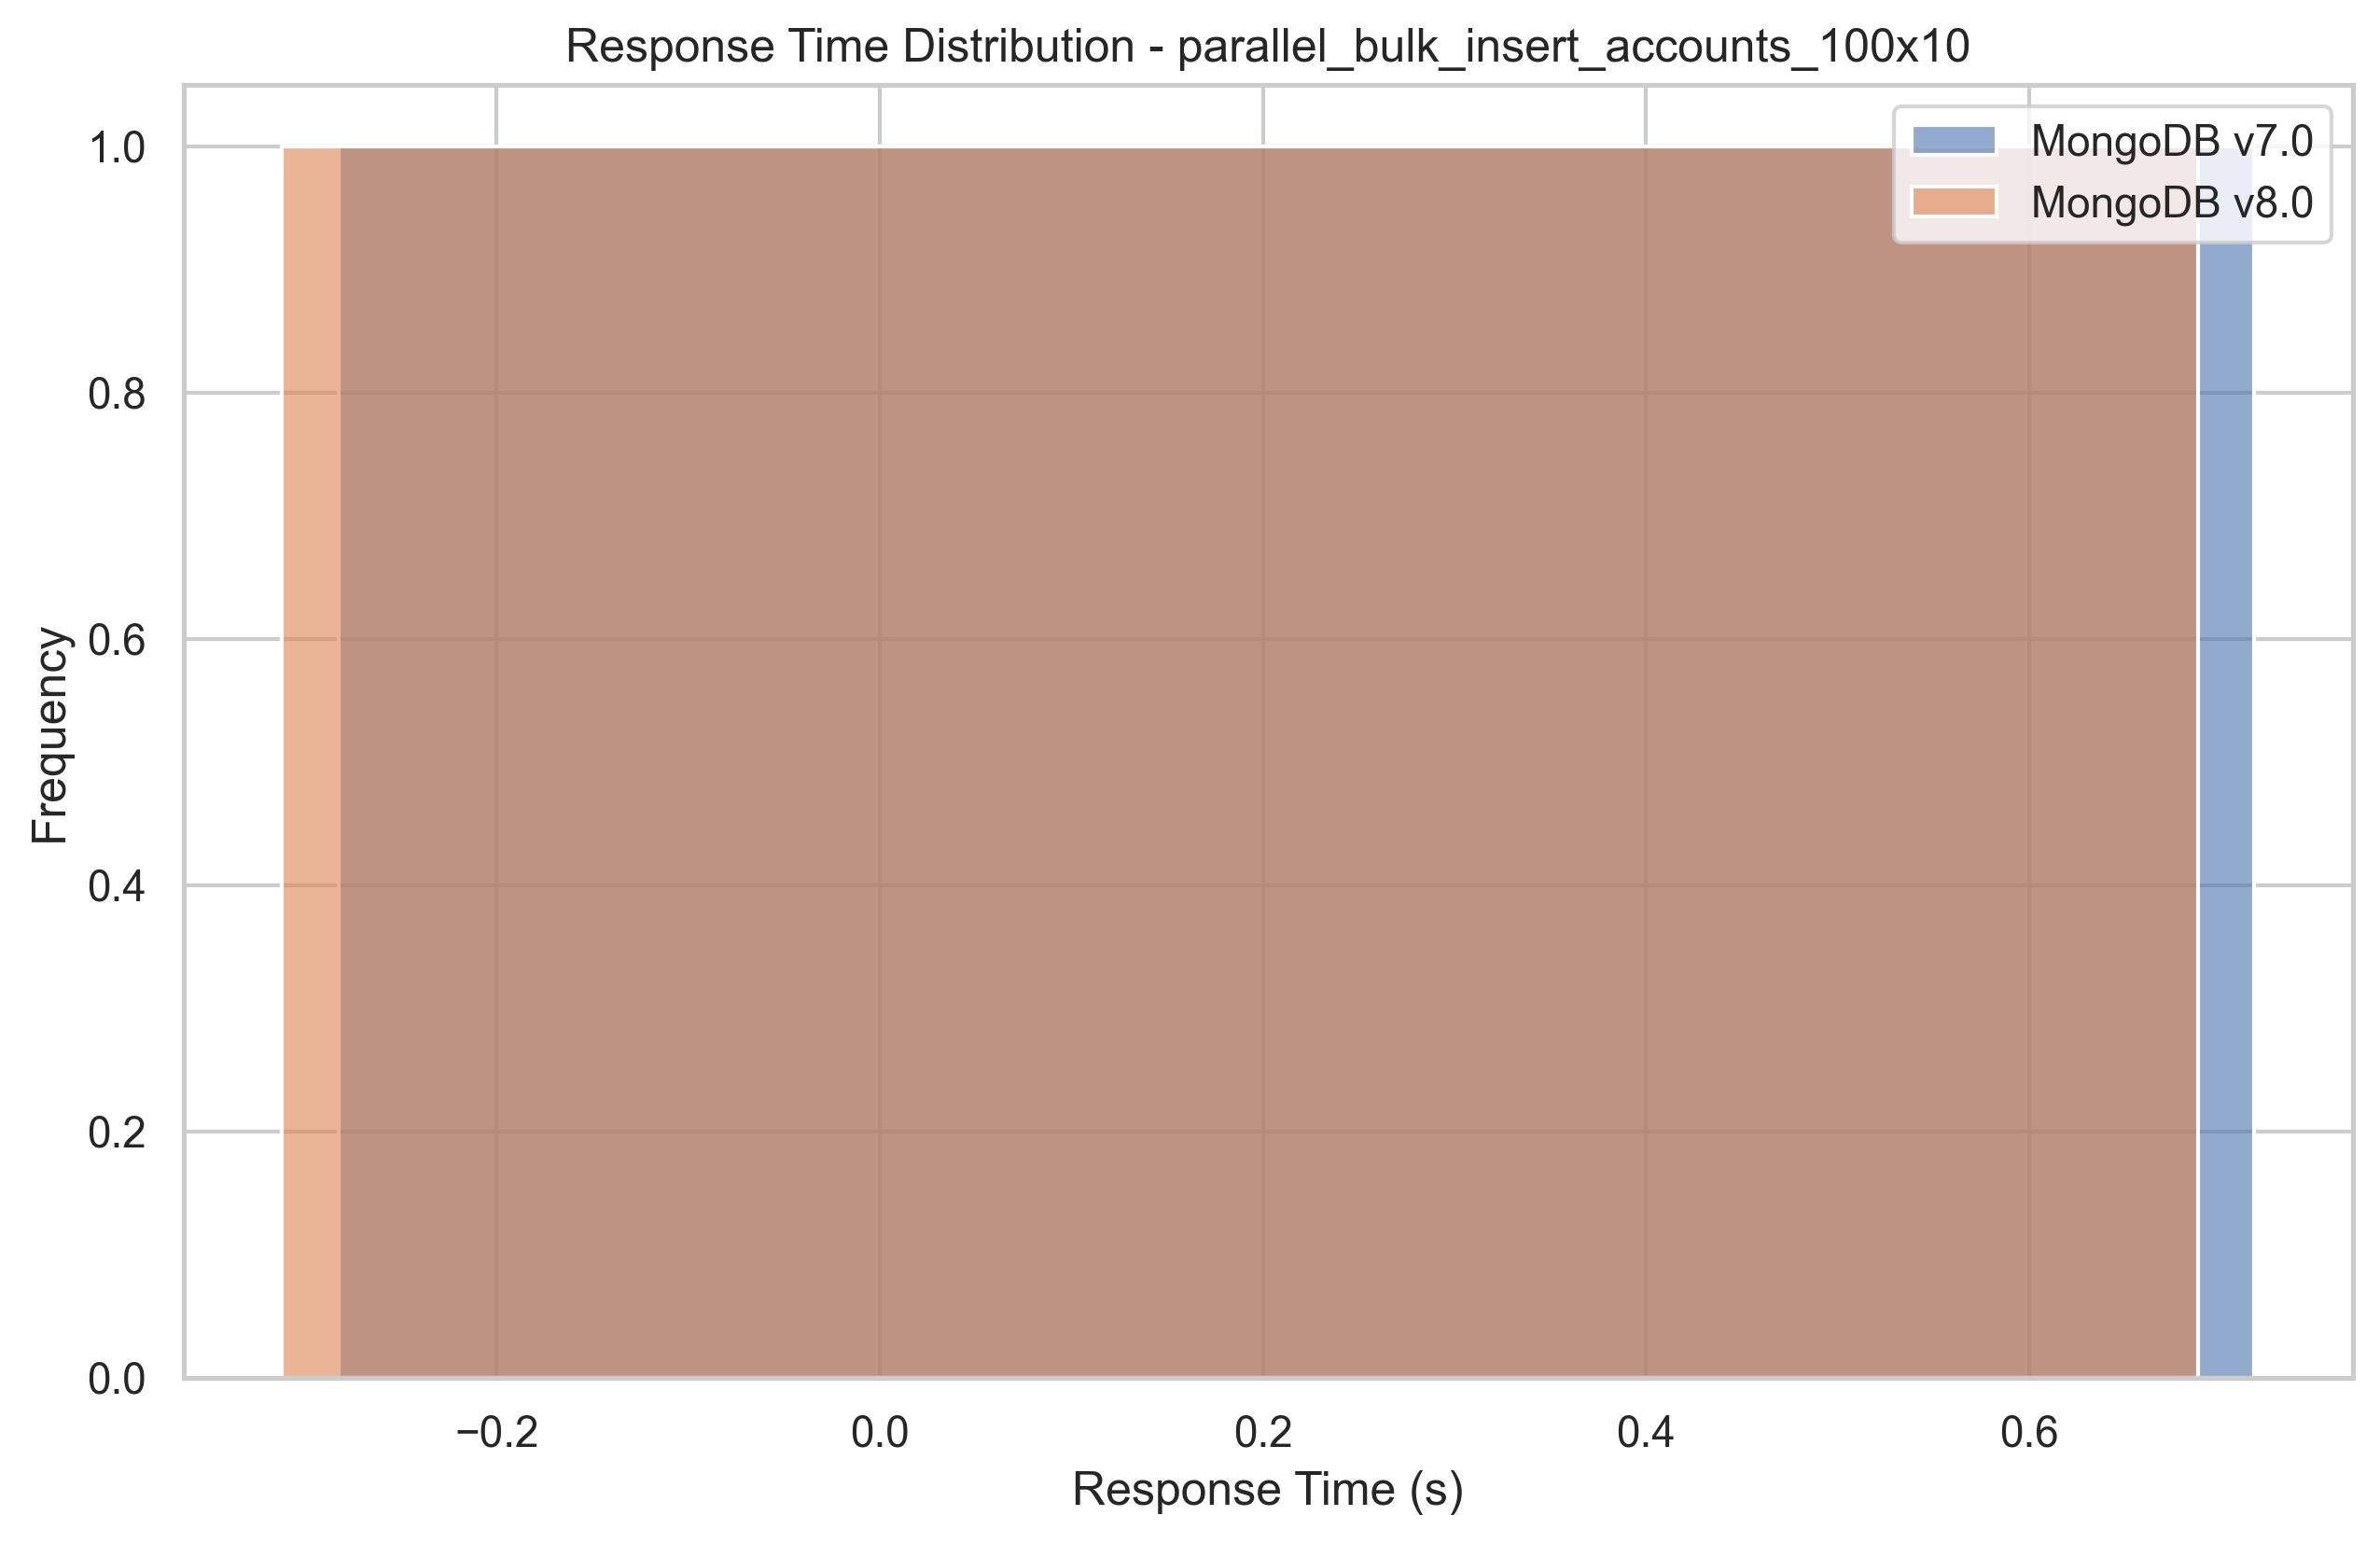 Response Time Distribution - parallel_bulk_insert_accounts_100x10
MongoDB v7.0
MongoDB v8.0
1.0
0.8
0.6
0.4
0.2
0.0
Frequency
−0.2 0.0 0.2 0.4 0.6
Response Time (s)